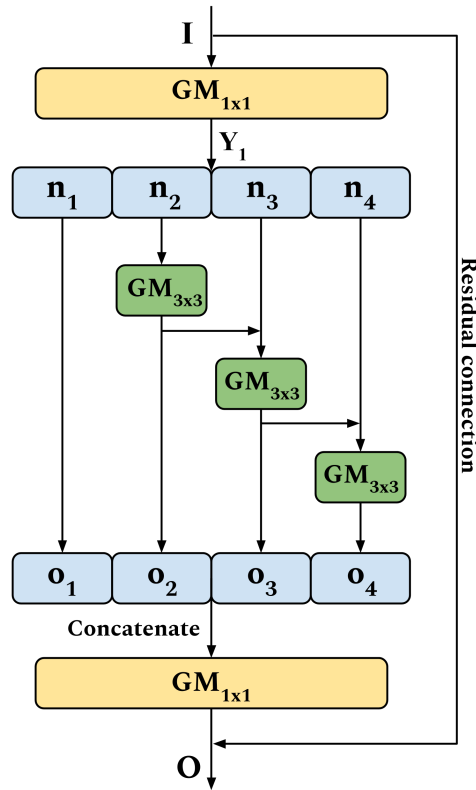 I
GM1x1
Y1
n1 n2 n3 n4
GM3x3
GM3x3
GM3x3
Residual connection
o1 o2 o3 o4
Concatenate
GM1x1
O